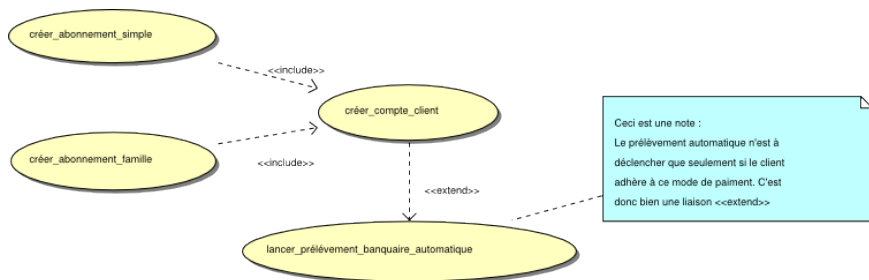 créer_abonnement_simple
<<include>>
créer_compte_client
créer_abonnement_famille
<<include>>
<<extend>>
lancer_prélévement_banquaire_automatique
Ceci est une note :
Le prélèvement automatique n'est à
déclencher que seulement si le client
adhère à ce mode de paiment. C'est
donc bien une liaison <<extend>>